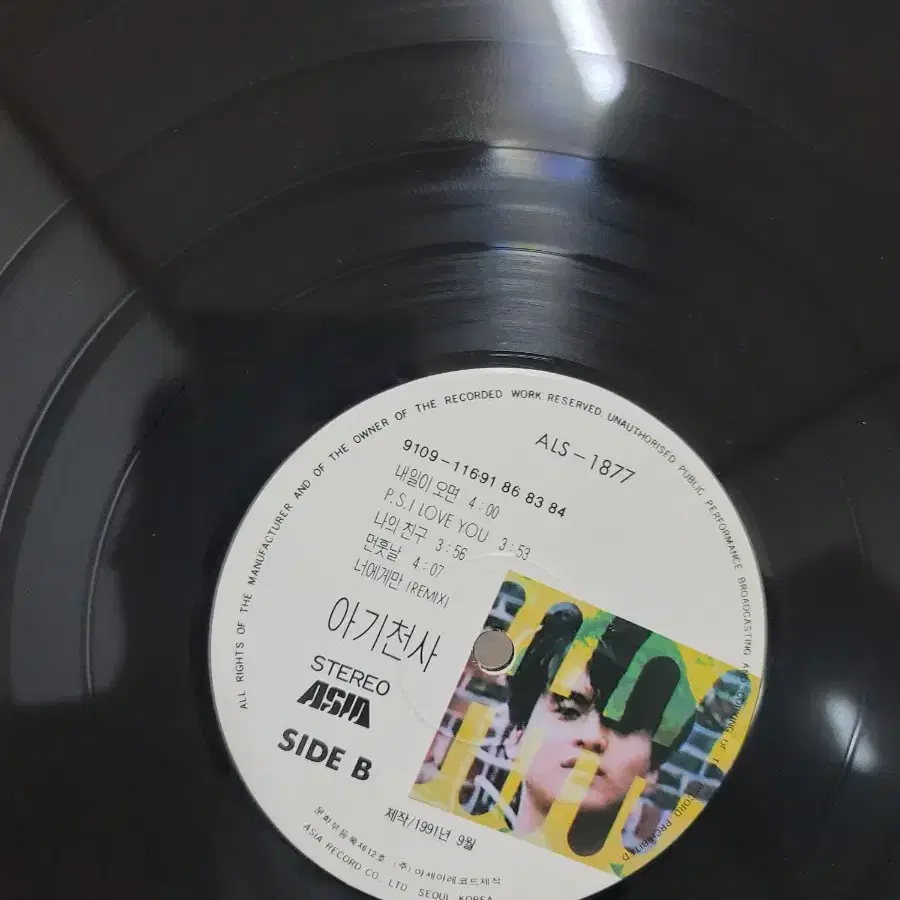 ALL RIGHTS OF THE MANUFACTURER AND OF THE OWNER OF THE RECORDED WORK RESERVED UNAUTHORISED PUBLIC PERFORMANCE BROADCASTING AND COPYING OF T RECORD PROHIBITED
ALS-1877
9109-11691 86 83 84
내일이 오면 4:00
P.S.I LOVE YOU 3:53
나의 친구 3:56
먼훗날 4:07
너에게만 (REMIX)
아기천사
STEREO
ASIA
SIDE B
제작/1991년 9월
문화부등록제12호 (주)아세아레코드제작
ASIA RECORD CO., LTD SEOUL KOREA